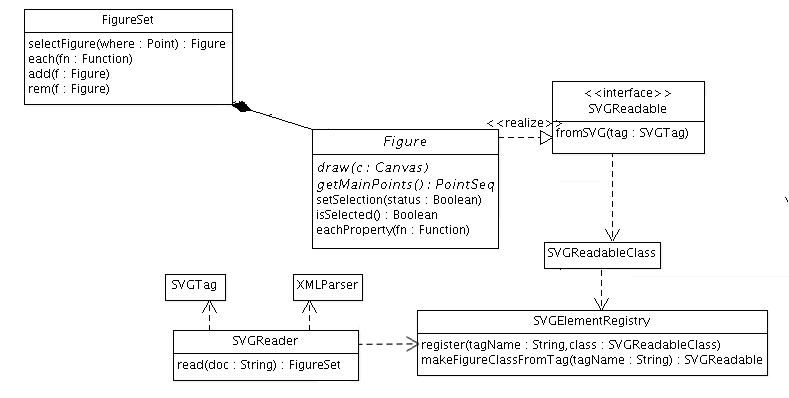 FigureSet
selectFigure(where : Point) : Figure
each(fn : Function)
add(f : Figure)
rem(f : Figure)
<<interface>>
SVGReadable
fromSVG(tag : SVGTag)
<<realize>>
Figure
draw(c : Canvas)
getMainPoints() : PointSeq
setSelection(status : Boolean)
isSelected() : Boolean
eachProperty(fn : Function)
SVGReadableClass
SVGTag
XMLParser
SVGElementRegistry
register(tagName : String,class : SVGReadableClass)
makeFigureClassFromTag(tagName : String) : SVGReadable
SVGReader
read(doc : String) : FigureSet